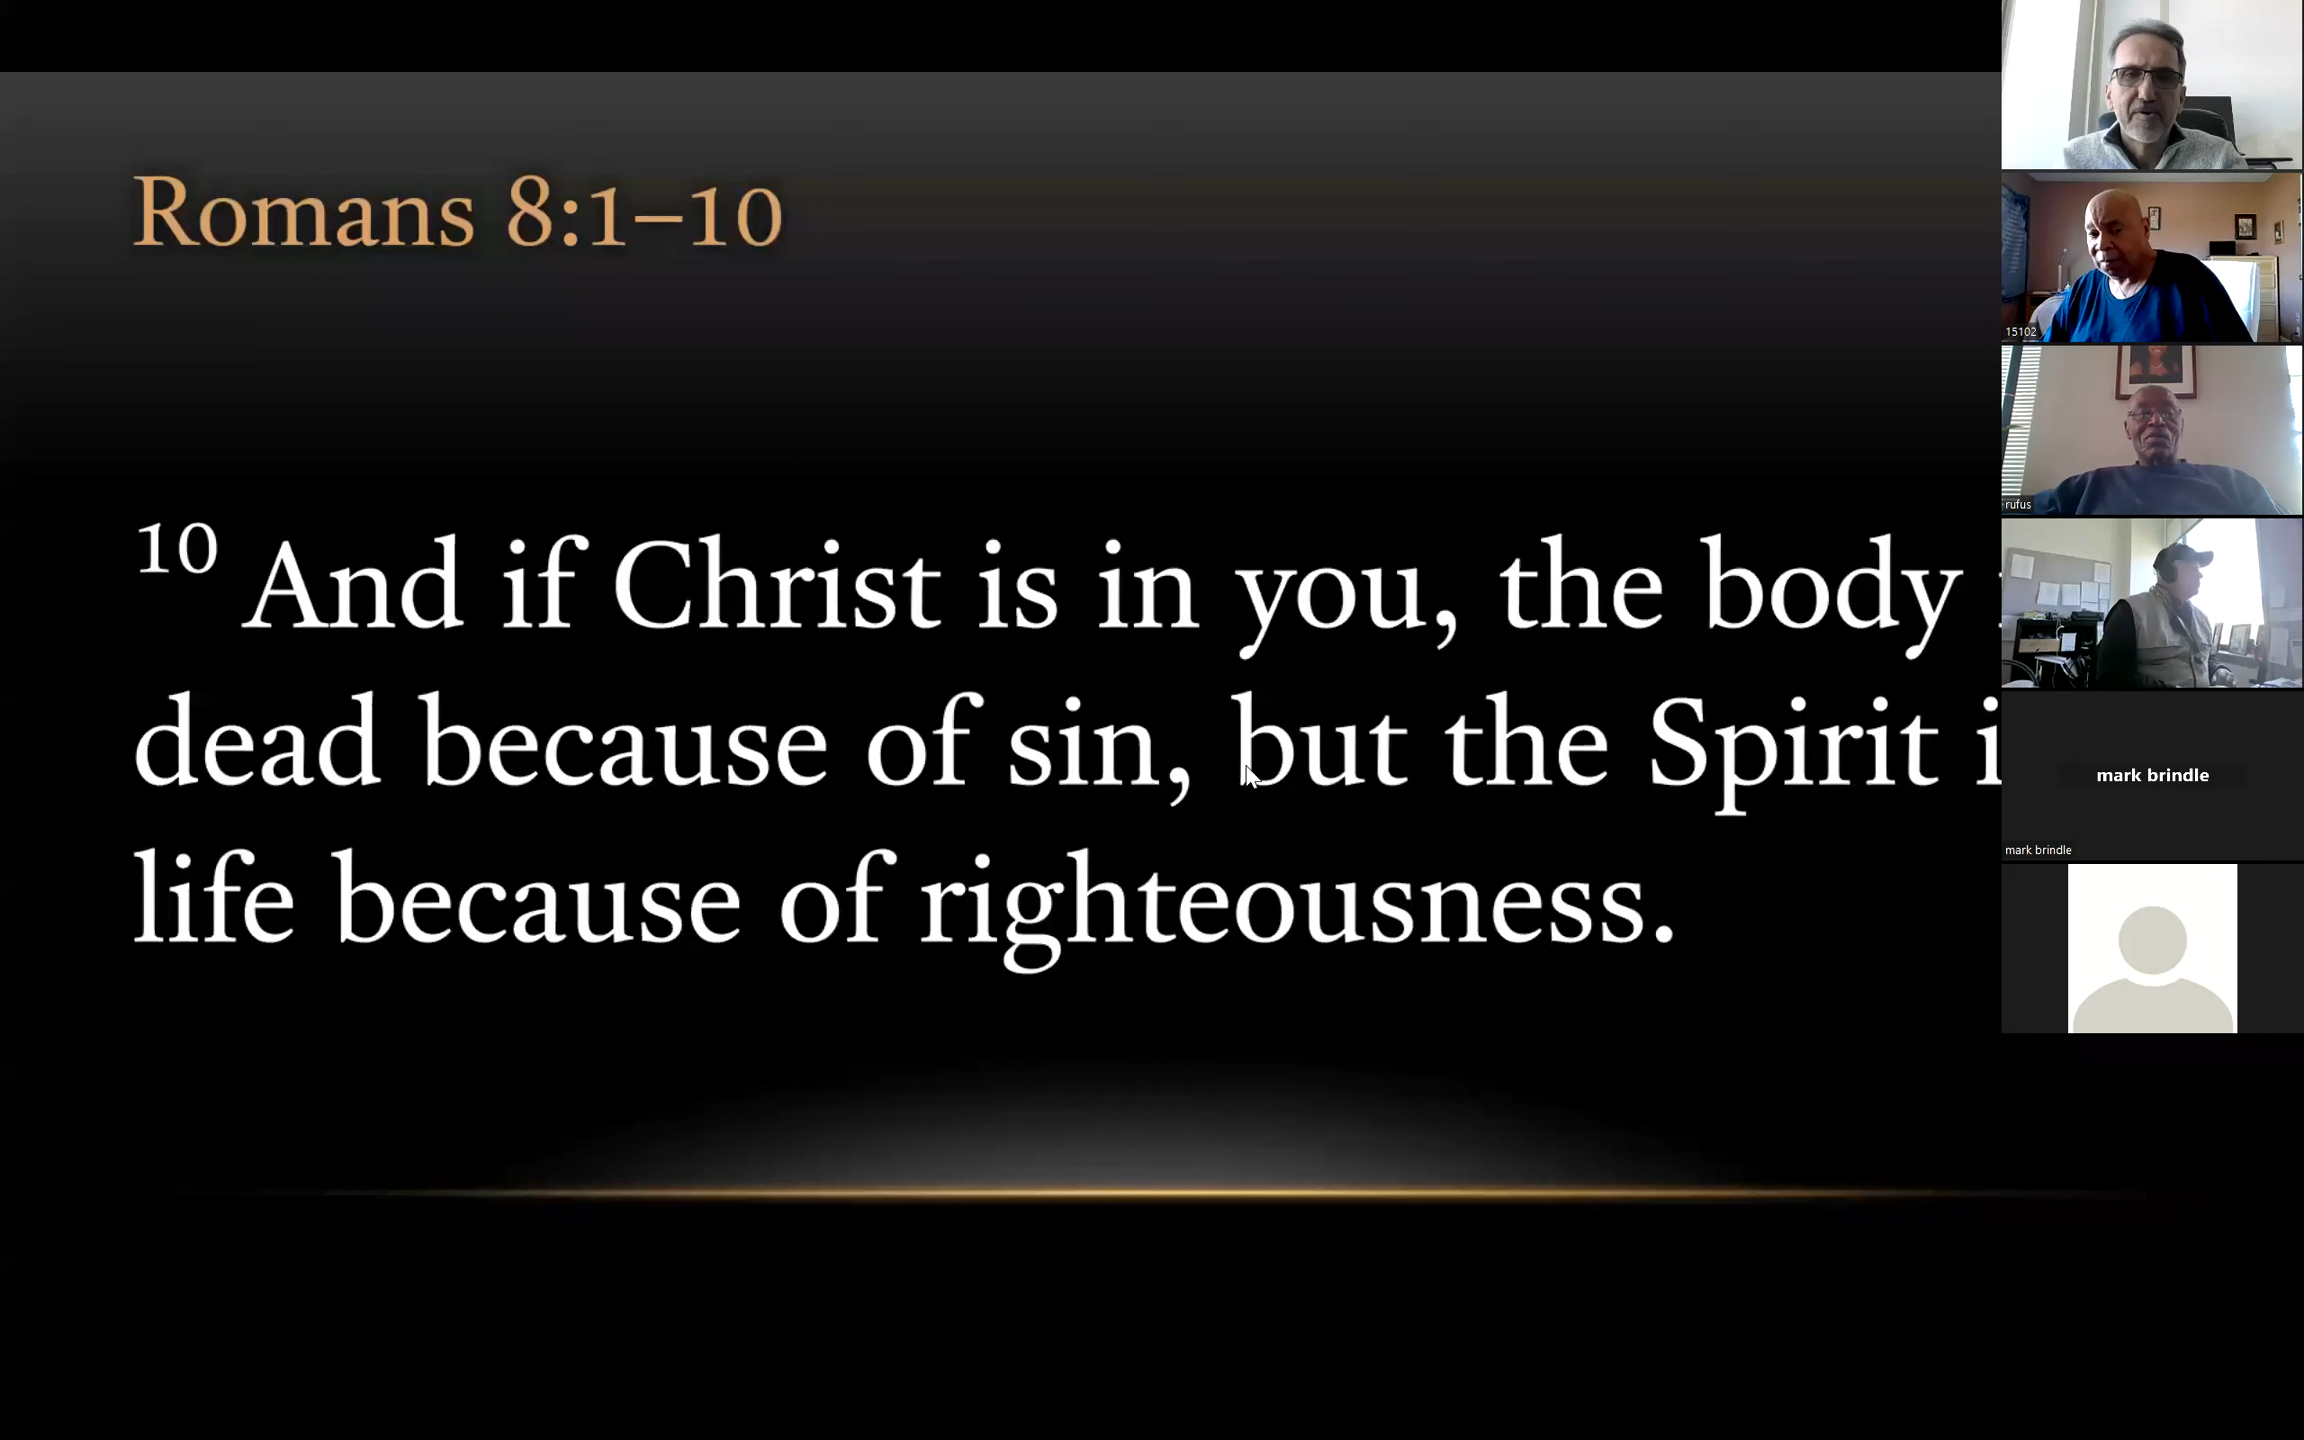 Romans 8:1–10
10 And if Christ is in you, the body
dead because of sin, but the Spirit
life because of righteousness.
15102
rufus
mark brindle
mark brindle